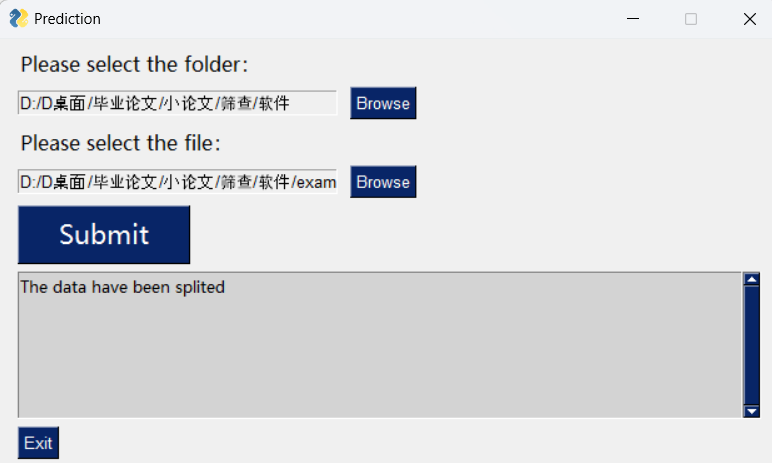 Prediction
Please select the folder:
D:/D桌面/毕业论文/小论文/筛查/软件 Browse
Please select the file:
D:/D桌面/毕业论文/小论文/筛查/软件/exam Browse
Submit
The data have been splited
Exit